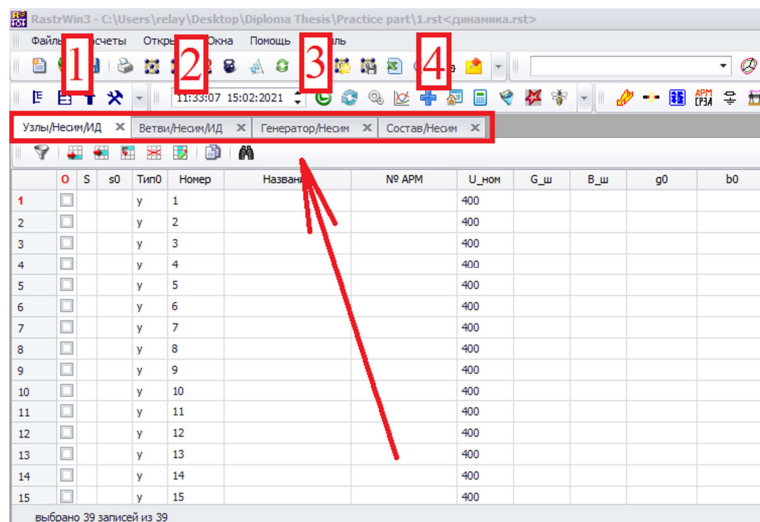 RastrWin3 - C:\Users\relay\Desktop\Diploma Thesis\Practice part\1.rst<динамика.rst>
Окна Помощь
1 2 3 4
11:33:07 15:02:2021 АРМ СРЗА
Узлы/Несим/ИД Ветви/Несим/ИД Генератор/Несим Состав/Несим
О S s0 Тип0 Номер № АРМ U_ном G_ш B_ш g0 b0
1 у 1 400
2 у 2 400
3 у 3 400
4 у 4 400
5 у 5 400
6 у 6 400
7 у 7 400
8 у 8 400
9 у 9 400
10 у 10 400
11 у 11 400
12 у 12 400
13 у 13 400
14 у 14 400
15 у 15 400
выбрано 39 записей из 39